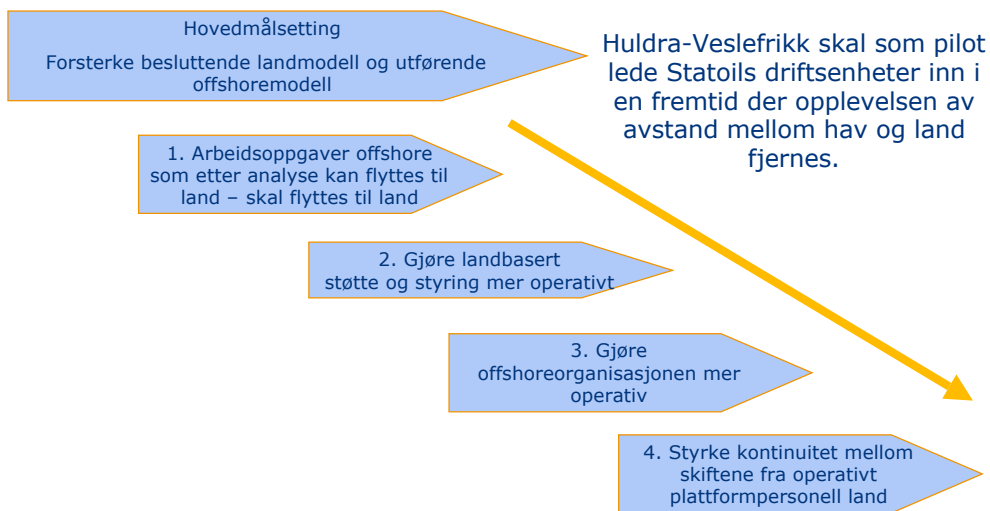 Hovedmålsetting
Forsterke besluttende landmodell og utførende
offshoremodell
Huldra-Veslefrikk skal som pilot
lede Statoils driftsenheter inn i
en fremtid der opplevelsen av
avstand mellom hav og land
fjernes.
1. Arbeidsoppgaver offshore
som etter analyse kan flyttes til
land – skal flyttes til land
2. Gjøre landbasert
støtte og styring mer operativt
3. Gjøre
offshoreorganisasjonen mer
operativ
4. Styrke kontinuitet mellom
skiftene fra operativt
plattformpersonell land